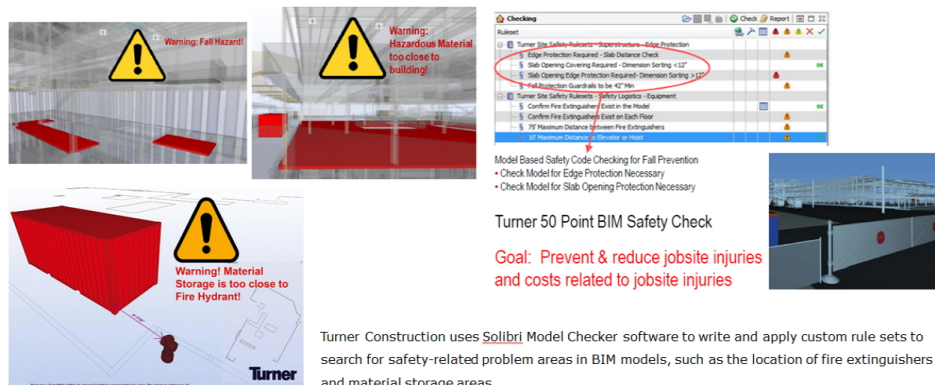 Warning: Fall Hazard!
Warning:
Hazardous Material
too close to
building!
Checking
Check
Report
Ruleset
Turner Site Safety Rulesets - Superstructure - Edge Protection
§ Edge Protection Required - Slab Distance Check
§ Slab Opening Covering Required - Dimension Sorting <12"
OK
§ Slab Opening Edge Protection Required- Dimension Sorting >12"
§ Fall Protection Guardrails to be 42" Min
Turner Site Safety Rulesets - Safety Logistics - Equipment
§ Confirm Fire Extinguishers Exist in the Model
OK
§ Confirm Fire Extinguishers Exist on Each Floor
§ 75' Maximum Distance between Fire Extinguishers
10' Maximum Distance to Elevator or Hoist
Model Based Safety Code Checking for Fall Prevention
• Check Model for Edge Protection Necessary
• Check Model for Slab Opening Protection Necessary
Turner 50 Point BIM Safety Check
Goal: Prevent & reduce jobsite injuries
and costs related to jobsite injuries
Warning! Material
Storage is too close to
Fire Hydrant!
Turner
Turner Construction uses Solibri Model Checker software to write and apply custom rule sets to
search for safety-related problem areas in BIM models, such as the location of fire extinguishers
and material storage areas